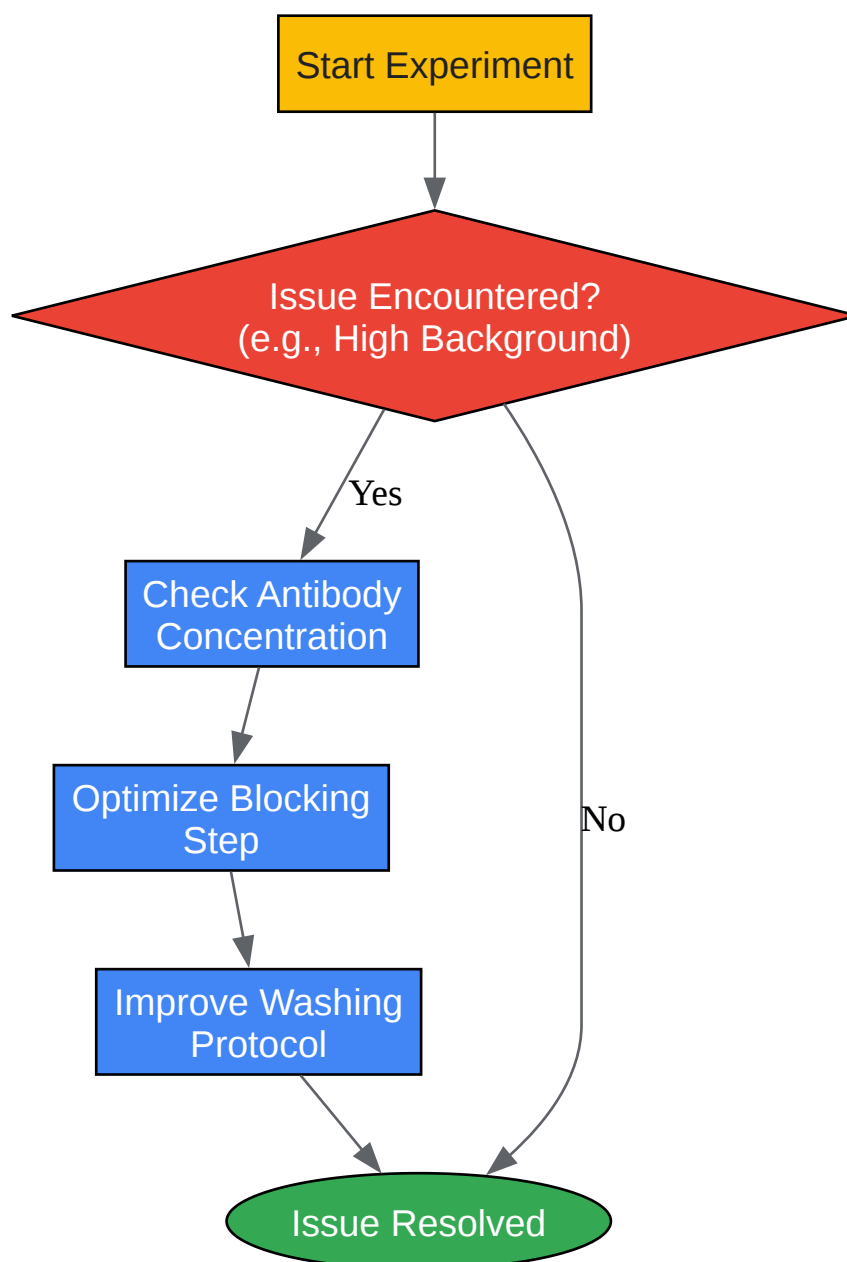 Start Experiment
Issue Encountered?
(e.g., High Background)
Yes
Check Antibody
Concentration
Optimize Blocking
Step
No
Improve Washing
Protocol
Issue Resolved